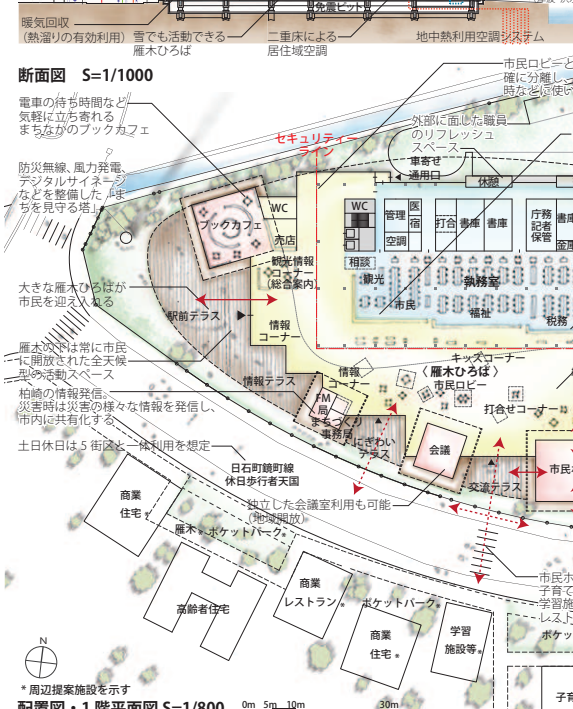 免震ピット
暖気回収
(熱溜りの有効利用)
雪でも活動できる
雁木ひろば
二重床による
居住域空調
地中熱利用空調システム
断面図 S=1/1000
電車の待ち時間など
気軽に立ち寄れる
まちなかのブックカフェ
市民ロビーと
確に分離し、
時などに使い
外部に面した職員
のリフレッシュ
スペース
セキュリティー
ライン
車寄せ
通用口
休憩
防災無線、風力発電、
デジタルサイネージ
などを整備した「ま
ちを見守る塔」
ブックカフェ
WC
売店
WC
管理
医宿
空調
打合
書庫
書庫
庁務
記者
保管
書庫
金庫
相談
観光
執務室
市民
福祉
税務
観光情報
コーナー
(総合案内)
大きな雁木ひろばが
市民を迎え入れる
駅前テラス
情報
コーナー
雁木の下は常に市民
に開放された全天候
型の活動スペース
キッズコーナー
〈雁木ひろば〉
市民ロビー
情報テラス
情報
コーナー
打合せコーナー
柏崎の情報発信。
災害時は災害の様々な情報を発信し、
市内に共有化する
FM
局
まちづくり
事務局
にぎわい
テラス
会議
市民ホ
交流テラス
土日休日は5街区と一体利用を想定
日石町鏡町線
休日歩行者天国
独立した会議室利用も可能
(地域開放)
商業
住宅*
雁木*
ポケットパーク*
高齢者住宅
商業
レストラン*
ポケットパーク*
商業
住宅*
学習
施設等*
市民ホ
子育て
学習施
レスト
ポケッ
子育
N
*周辺提案施設を示す
配置図・1階平面図 S=1/800
0m 5m 10m 30m